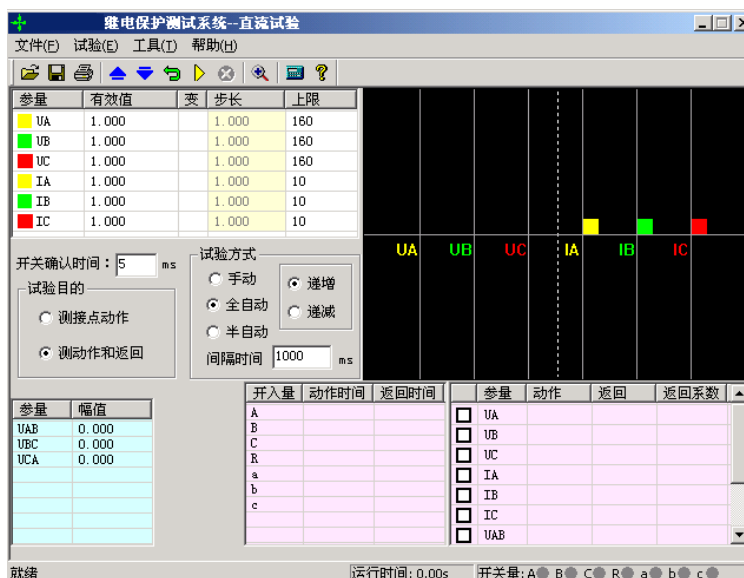 继电保护测试系统--直流试验
文件(F) 试验(E) 工具(T) 帮助(H)
参量 有效值 变 步长 上限
UA 1.000 1.000 160
UB 1.000 1.000 160
UC 1.000 1.000 160
IA 1.000 1.000 10
IB 1.000 1.000 10
IC 1.000 1.000 10
UA UB UC IA IB IC
开关确认时间：5 ms
试验目的
测接点动作
测动作和返回
试验方式
手动
全自动
半自动
递增
递减
间隔时间 1000 ms
参量 幅值
UAB 0.000
UBC 0.000
UCA 0.000
开入量 动作时间 返回时间
A
B
C
R
a
b
c
参量 动作 返回 返回系数
UA
UB
UC
IA
IB
IC
UAB
就绪 运行时间: 0.00s 开关量: A B C R a b c